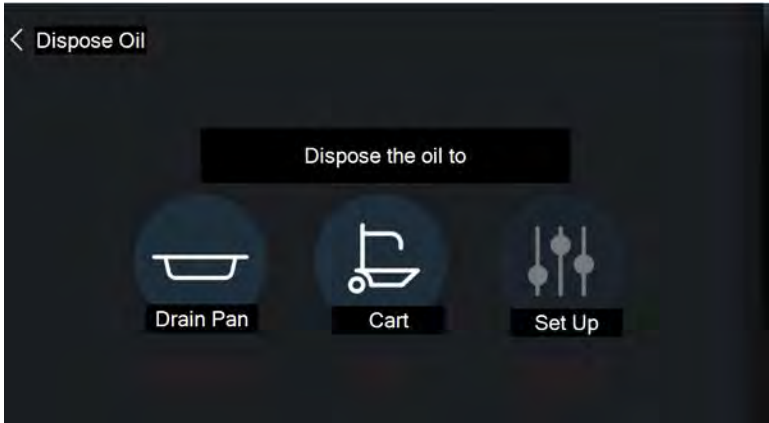 Dispose Oil
Dispose the oil to
Drain Pan
Cart
Set Up